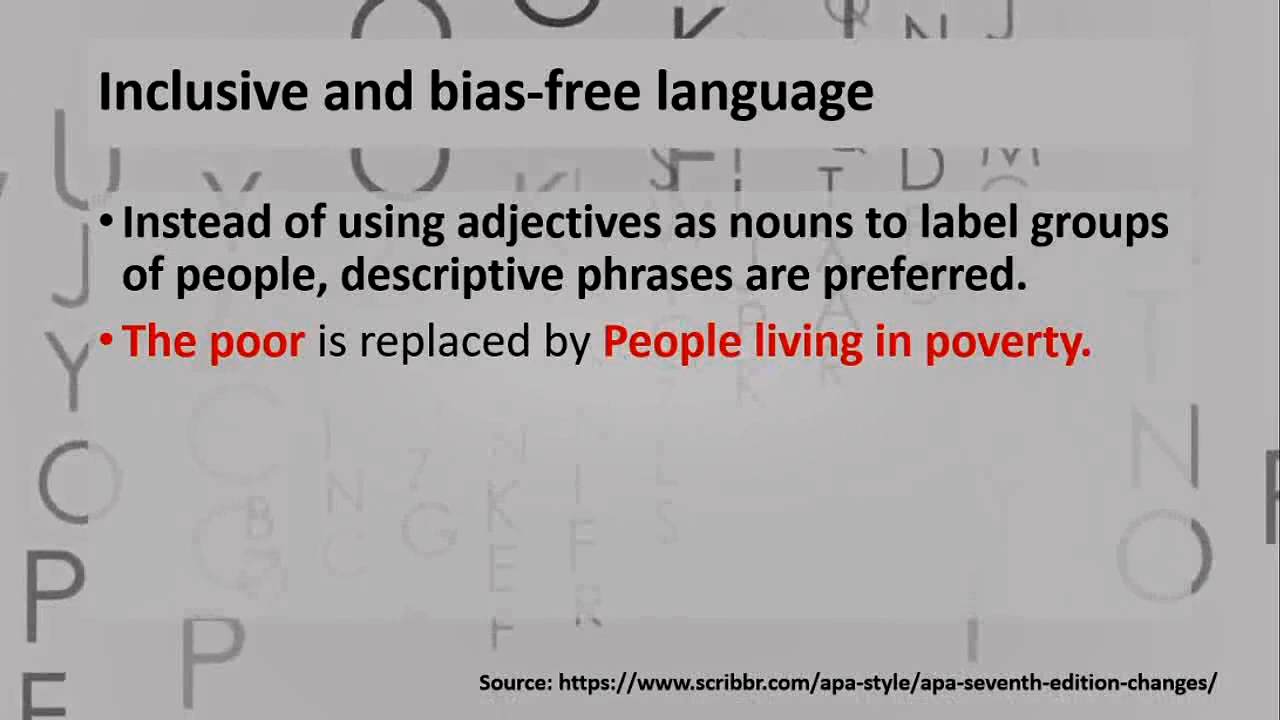 Inclusive and bias-free language
•Instead of using adjectives as nouns to label groups
of people, descriptive phrases are preferred.
•The poor is replaced by People living in poverty.
Source: https://www.scribbr.com/apa-style/apa-seventh-edition-changes/